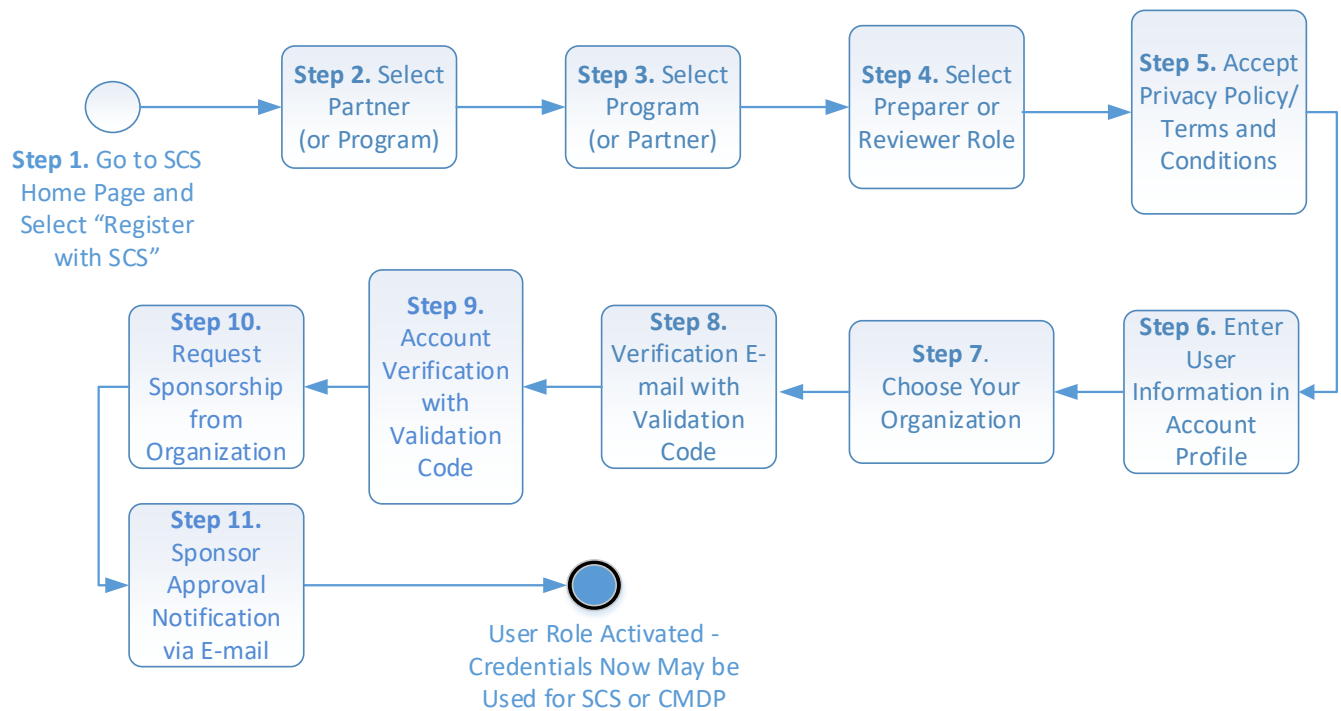 Step 1. Go to SCS
Home Page and
Select “Register
with SCS”
Step 2. Select
Partner
(or Program)
Step 3. Select
Program
(or Partner)
Step 4. Select
Preparer or
Reviewer Role
Step 5. Accept
Privacy Policy/
Terms and
Conditions
Step 6. Enter
User
Information in
Account
Profile
Step 7.
Choose Your
Organization
Step 8.
Verification E-
mail with
Validation
Code
Step 9.
Account
Verification
with
Validation
Code
Step 10.
Request
Sponsorship
from
Organization
Step 11.
Sponsor
Approval
Notification
via E-mail
User Role Activated -
Credentials Now May be
Used for SCS or CMDP